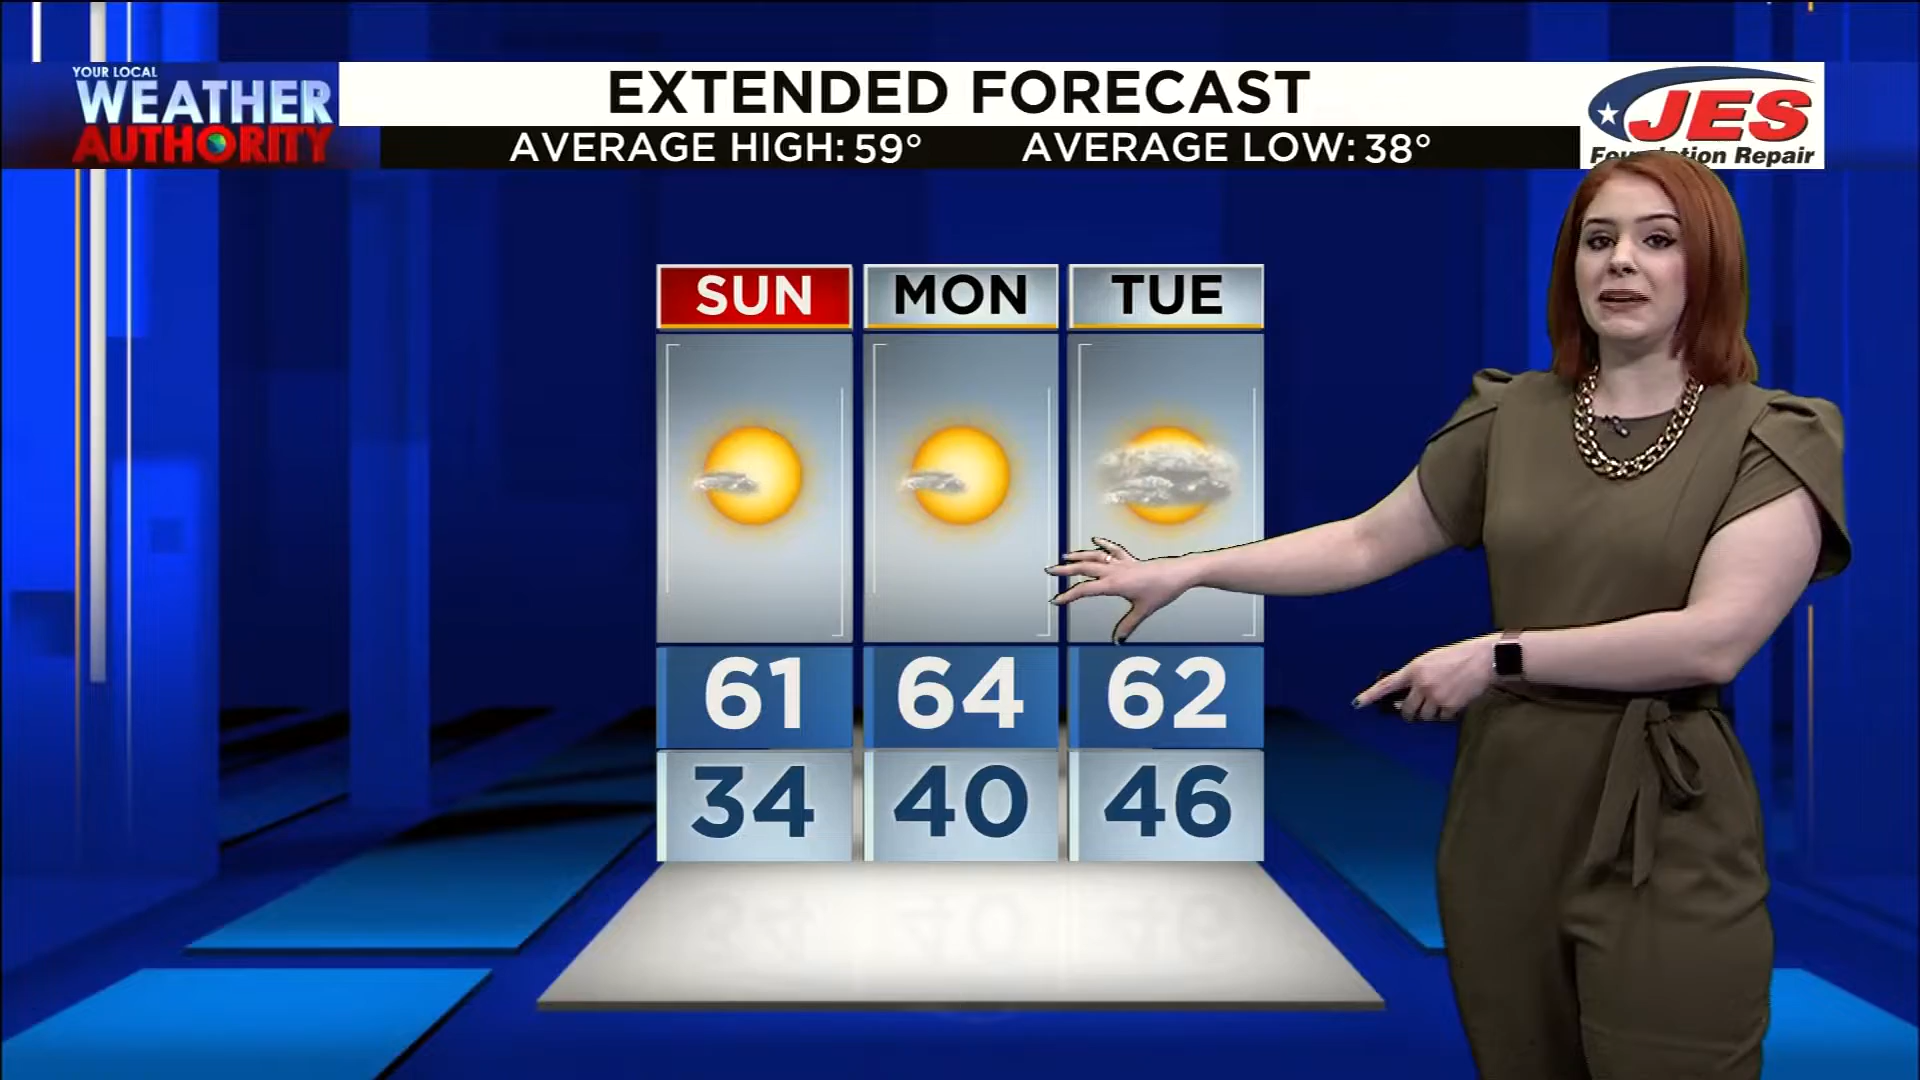 YOUR LOCAL
WEATHER
AUTHORITY
EXTENDED FORECAST
AVERAGE HIGH: 59° AVERAGE LOW: 38°
JES
Foundation Repair
SUN MON TUE
61 64 62
34 40 46